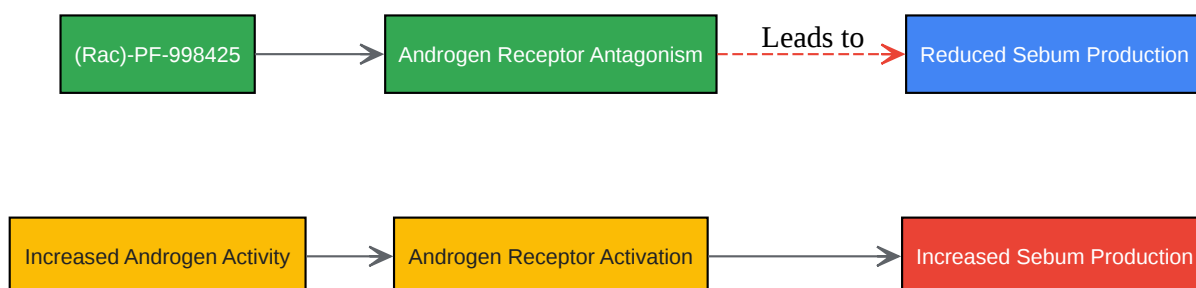 (Rac)-PF-998425
Androgen Receptor Antagonism
Leads to
Reduced Sebum Production
Increased Androgen Activity
Androgen Receptor Activation
Increased Sebum Production